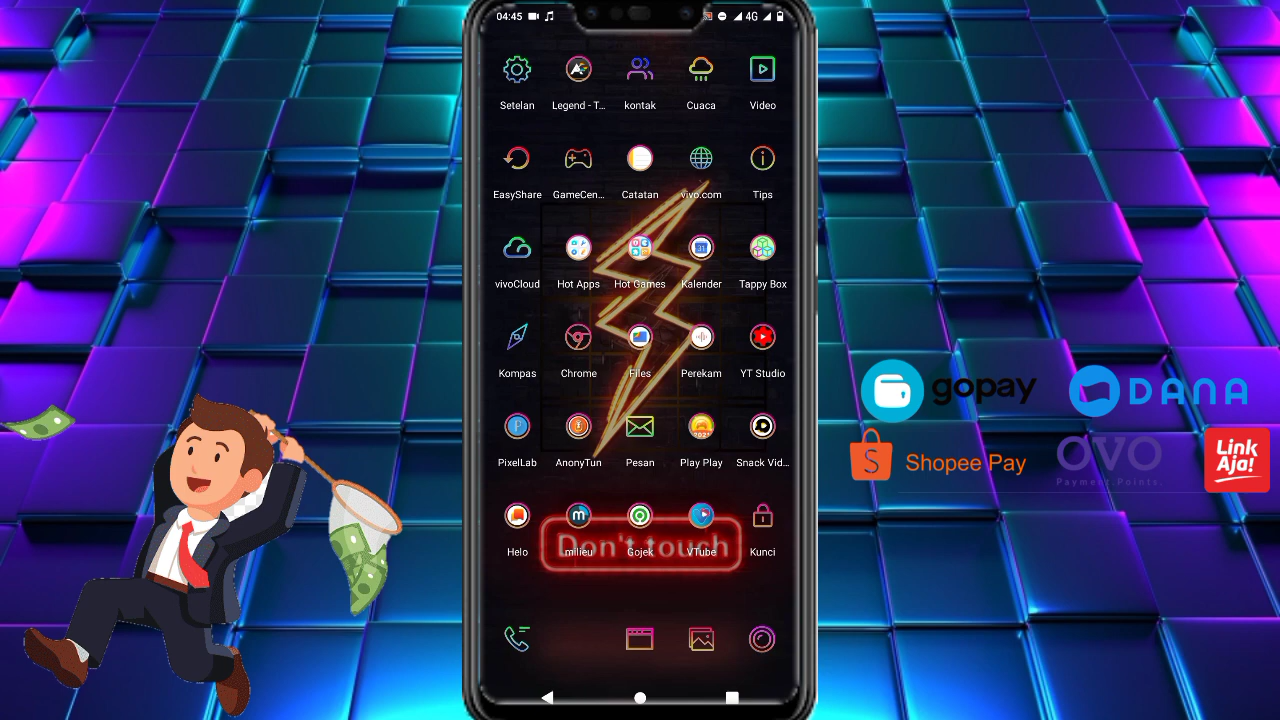 04:45 4G
Setelan Legend - T... kontak Cuaca Video
EasyShare GameCen... Catatan vivo.com Tips
31
vivoCloud Hot Apps Hot Games Kalender Tappy Box
Kompas Chrome Files Perekam YT Studio
gopay DANA
P 2021
PixelLab AnonyTun Pesan Play Play Snack Vid...
S Shopee Pay OVO Link Aja!
Payment.Points.
m
Don't touch
Helo milieu Gojek VTube Kunci